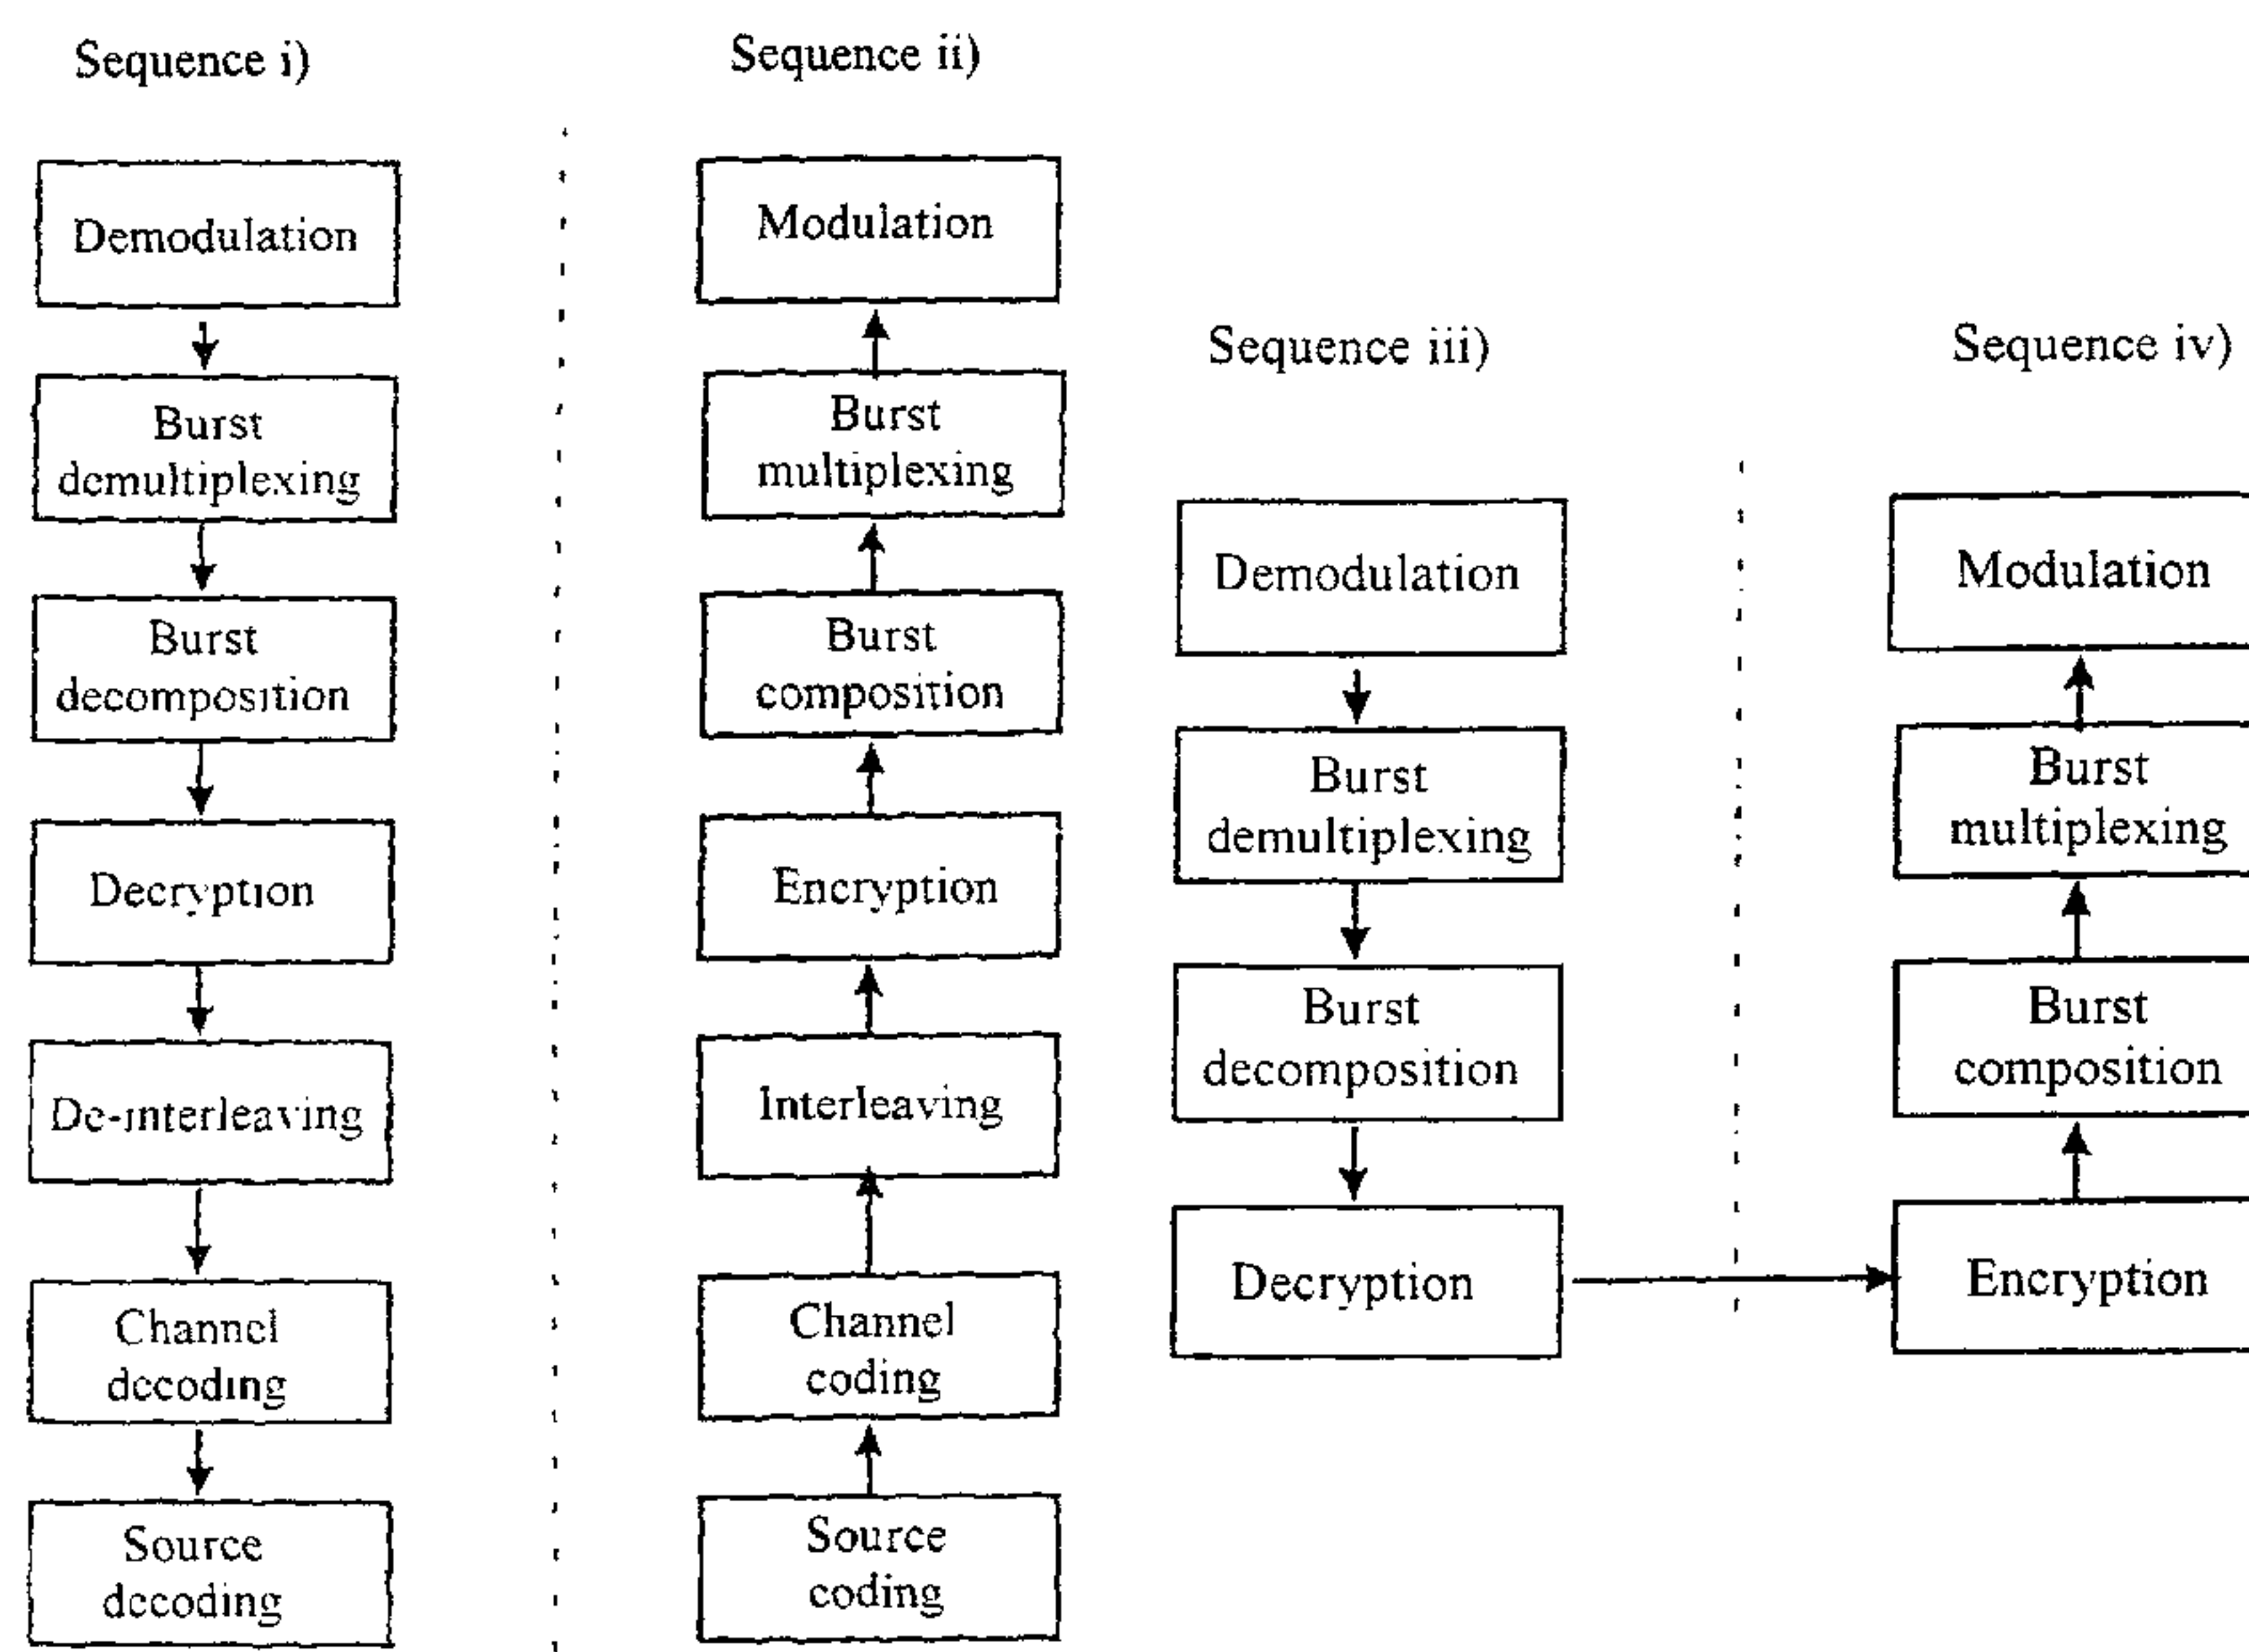 Sequence i)
Demodulation
Burst
demultiplexing
Burst
decomposition
Decryption
De-interleaving
Channel
decoding
Source
decoding
Sequence ii)
Modulation
Burst
multiplexing
Burst
composition
Encryption
Interleaving
Channel
coding
Source
coding
Sequence iii)
Demodulation
Burst
demultiplexing
Burst
decomposition
Decryption
Sequence iv)
Modulation
Burst
multiplexing
Burst
composition
Encryption